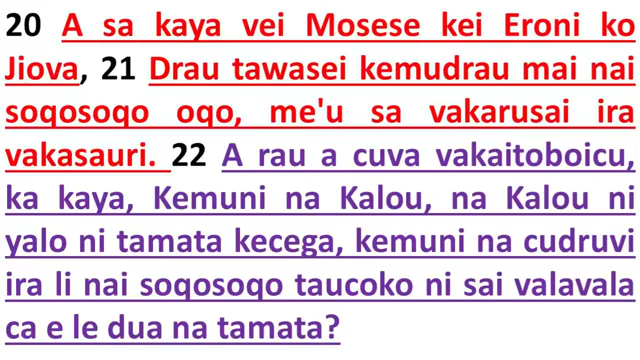 20 A sa kaya vei Mosese kei Eroni ko
Jiova, 21 Drau tawasei kemudrau mai nai
soqosoqo oqo, me'u sa vakarusai ira
vakasauri. 22 A rau a cuva vakaitoboicu,
ka kaya, Kemuni na Kalou, na Kalou ni
yalo ni tamata kecega, kemuni na cudruvi
ira li nai soqosoqo taucoko ni sai valavala
ca e le dua na tamata?